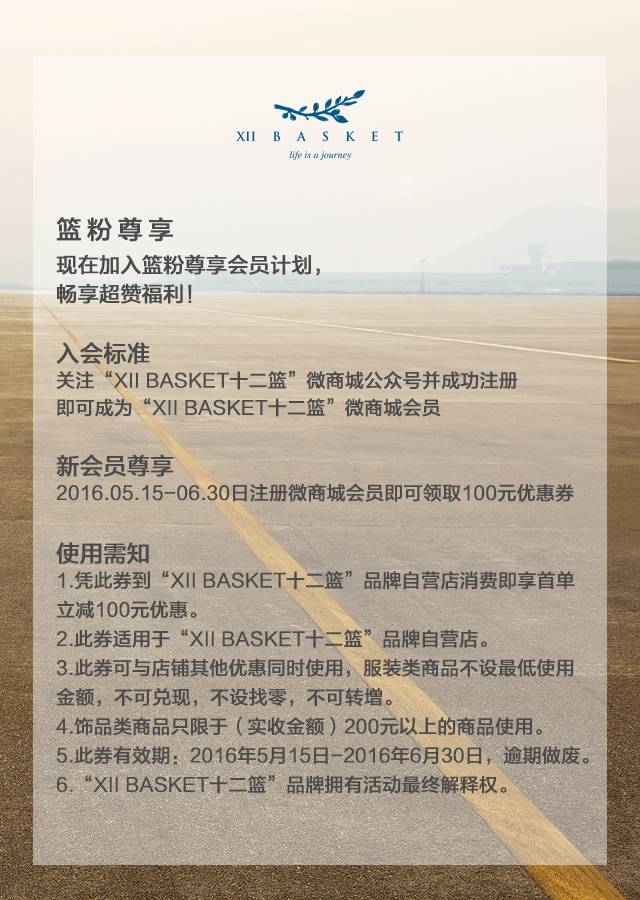 XII BASKET
life is a journey
篮粉尊享
现在加入篮粉尊享会员计划，
畅享超赞福利！
入会标准
关注“XII BASKET十二篮”微商城公众号并成功注册
即可成为“XII BASKET十二篮”微商城会员
新会员尊享
2016.05.15-06.30日注册微商城会员即可领取100元优惠券
使用需知
1.凭此券到“XII BASKET十二篮”品牌自营店消费即享首单
立减100元优惠。
2.此券适用于“XII BASKET十二篮”品牌自营店。
3.此券可与店铺其他优惠同时使用，服装类商品不设最低使用
金额，不可兑现，不设找零，不可转增。
4.饰品类商品只限于（实收金额）200元以上的商品使用。
5.此券有效期：2016年5月15日-2016年6月30日，逾期做废。
6.“XII BASKET十二篮”品牌拥有活动最终解释权。